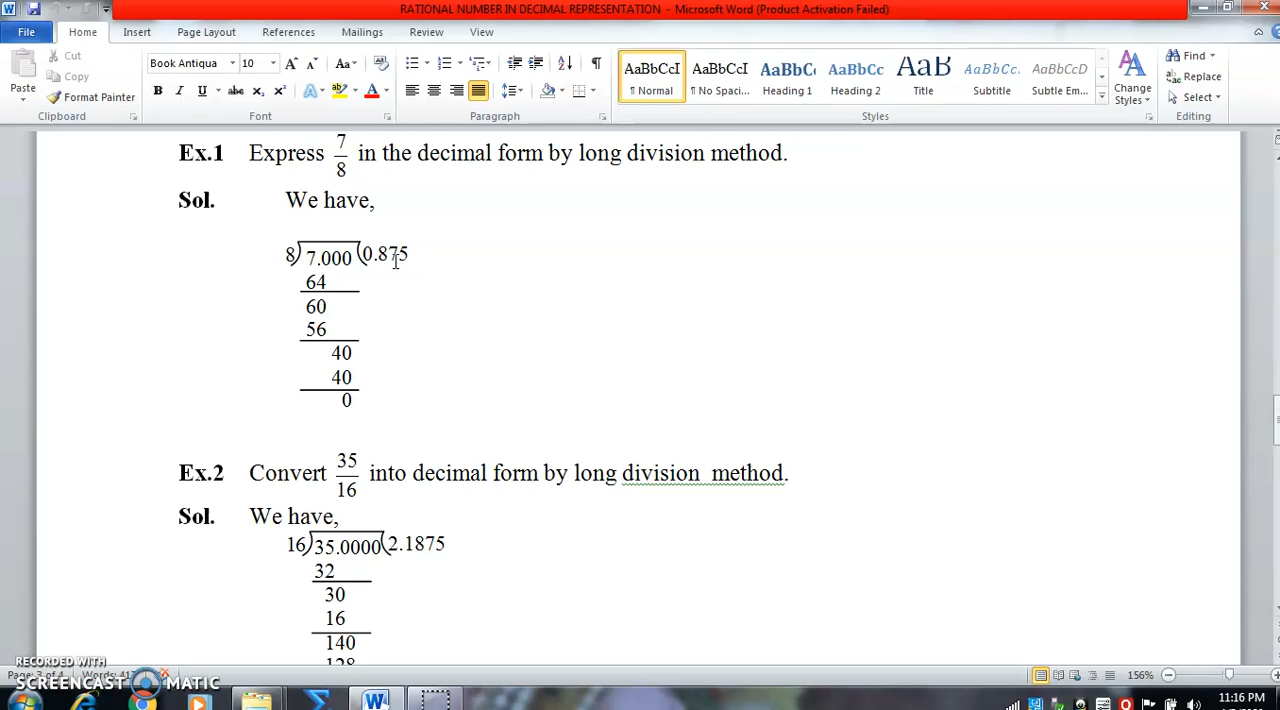 RATIONAL NUMBER IN DECIMAL REPRESENTATION - Microsoft Word (Product Activation Failed)
File Home Insert Page Layout References Mailings Review View
Paste
Cut
Copy
Format Painter
Clipboard
Book Antiqua 10
Font
Paragraph
AaBbCcI AaBbCcI AaBbC AaBbCc AaB AaBbCc. AaBbCcD
¶ Normal ¶ No Spaci... Heading 1 Heading 2 Title Subtitle Subtle Em...
Styles
Change Styles
Find
Replace
Select
Editing
Ex.1 Express 7/8 in the decimal form by long division method.
Sol. We have,
8 7.000 0.875
64
60
56
40
40
0
Ex.2 Convert 35/16 into decimal form by long division method.
Sol. We have,
16 35.0000 2.1875
32
30
16
140
128
RECORDED WITH
SCREENCAST MATIC
156%
11:16 PM